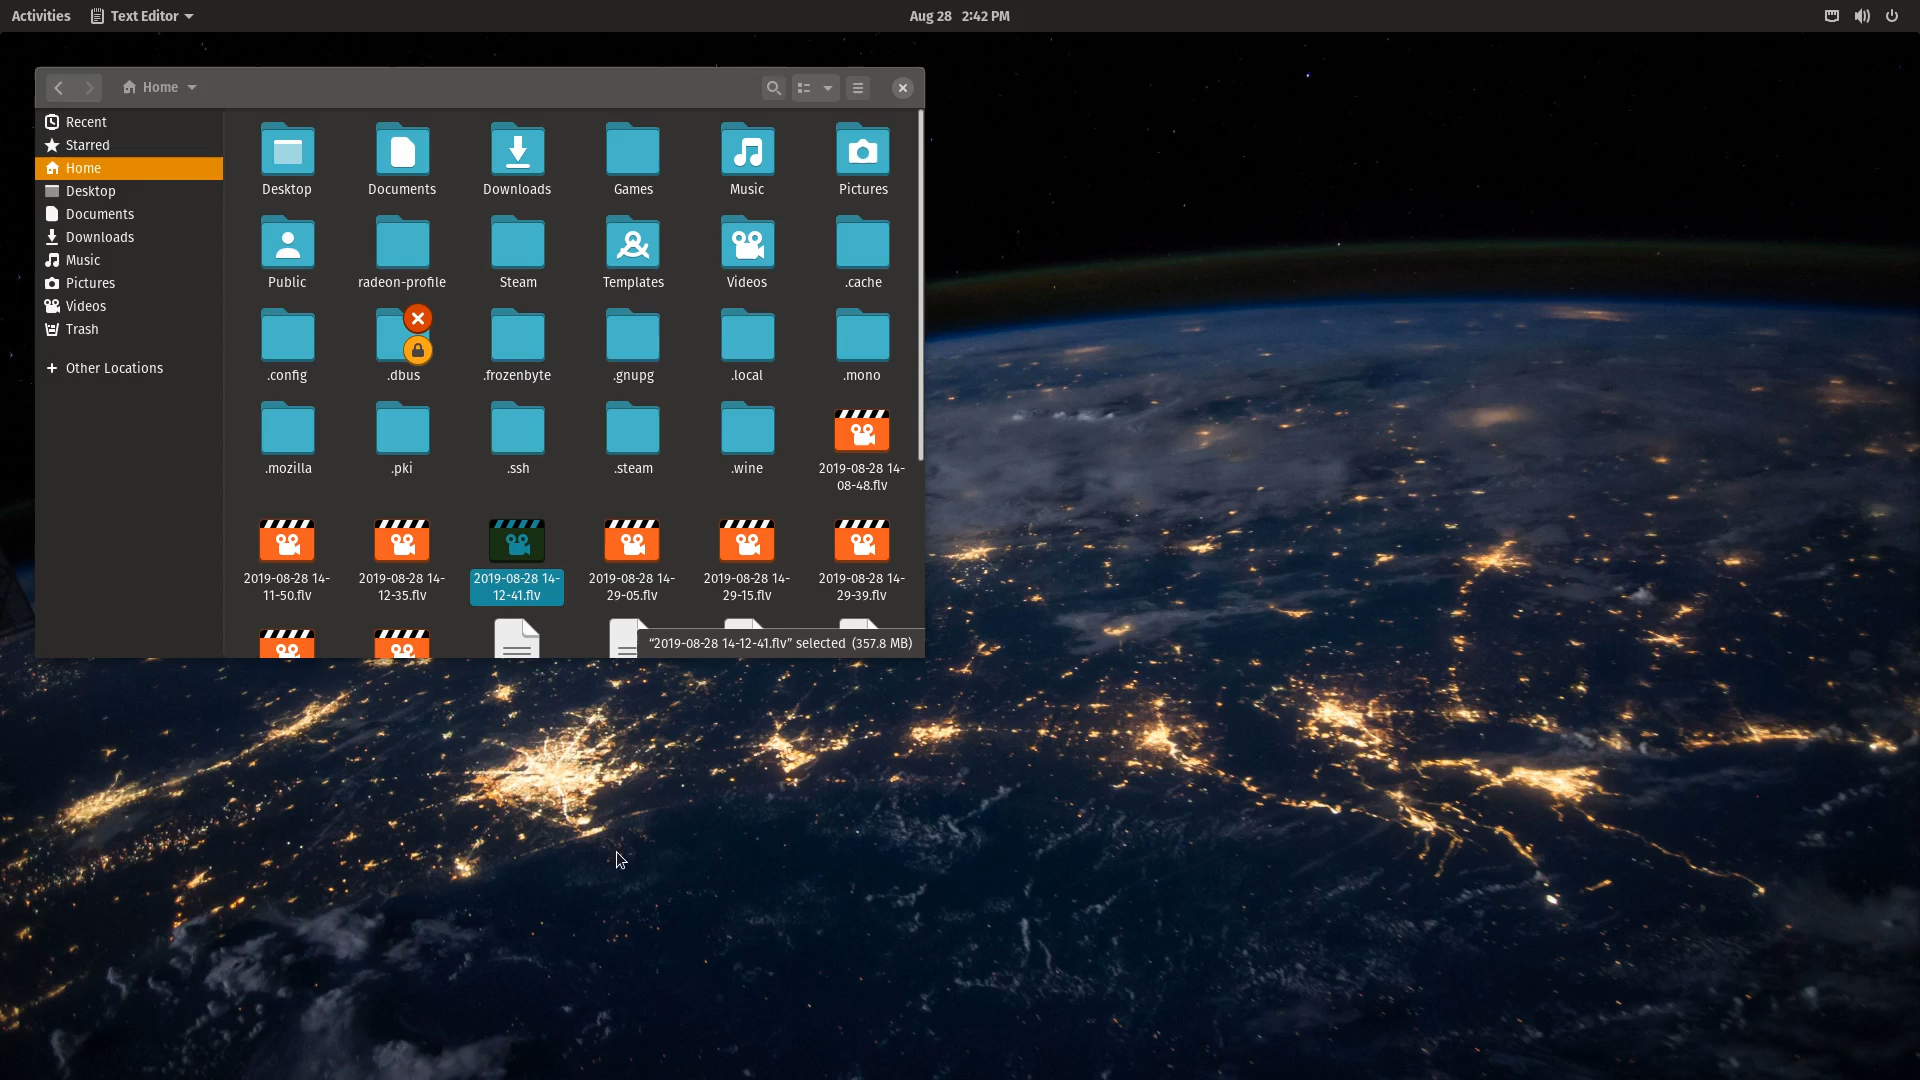 Activities Text Editor Aug 28 2:42 PM
Home
Recent
Starred
Home
Desktop
Documents
Downloads
Music
Pictures
Videos
Trash
Other Locations
Desktop Documents Downloads Games Music Pictures
Public radeon-profile Steam Templates Videos .cache
.config .dbus .frozenbyte .gnupg .local .mono
.mozilla .pki .ssh .steam .wine 2019-08-28 14-
08-48.flv
2019-08-28 14- 2019-08-28 14- 2019-08-28 14- 2019-08-28 14- 2019-08-28 14- 2019-08-28 14-
11-50.flv 12-35.flv 12-41.flv 29-05.flv 29-15.flv 29-39.flv
“2019-08-28 14-12-41.flv” selected (357.8 MB)